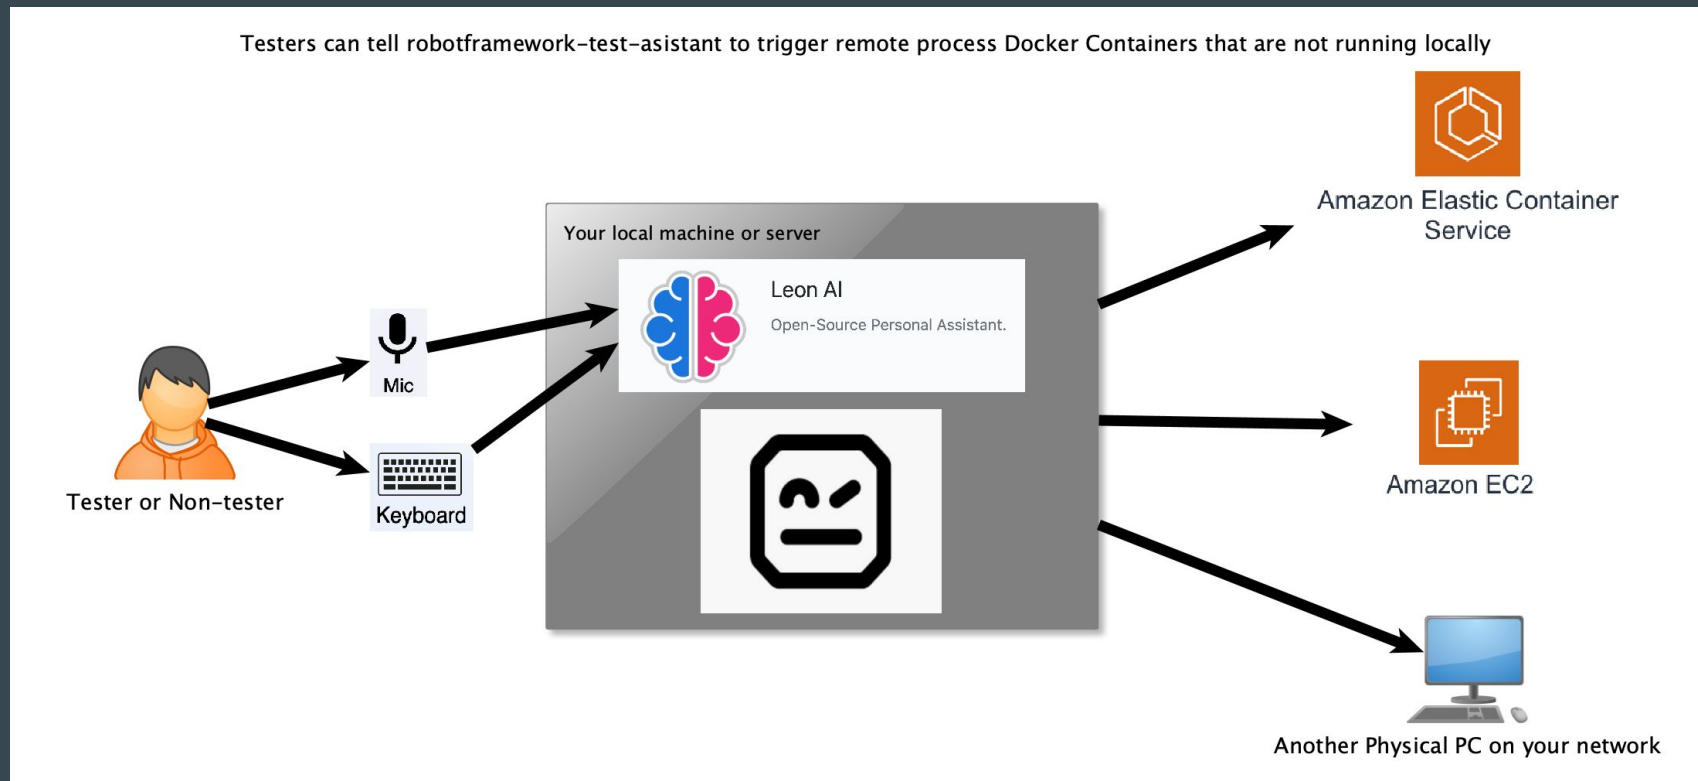 Testers can tell robotframework-test-asistant to trigger remote process Docker Containers that are not running locally
Amazon Elastic Container
Service
Your local machine or server
Leon AI
Open-Source Personal Assistant.
Mic
Keyboard
Tester or Non-tester
Amazon EC2
Another Physical PC on your network